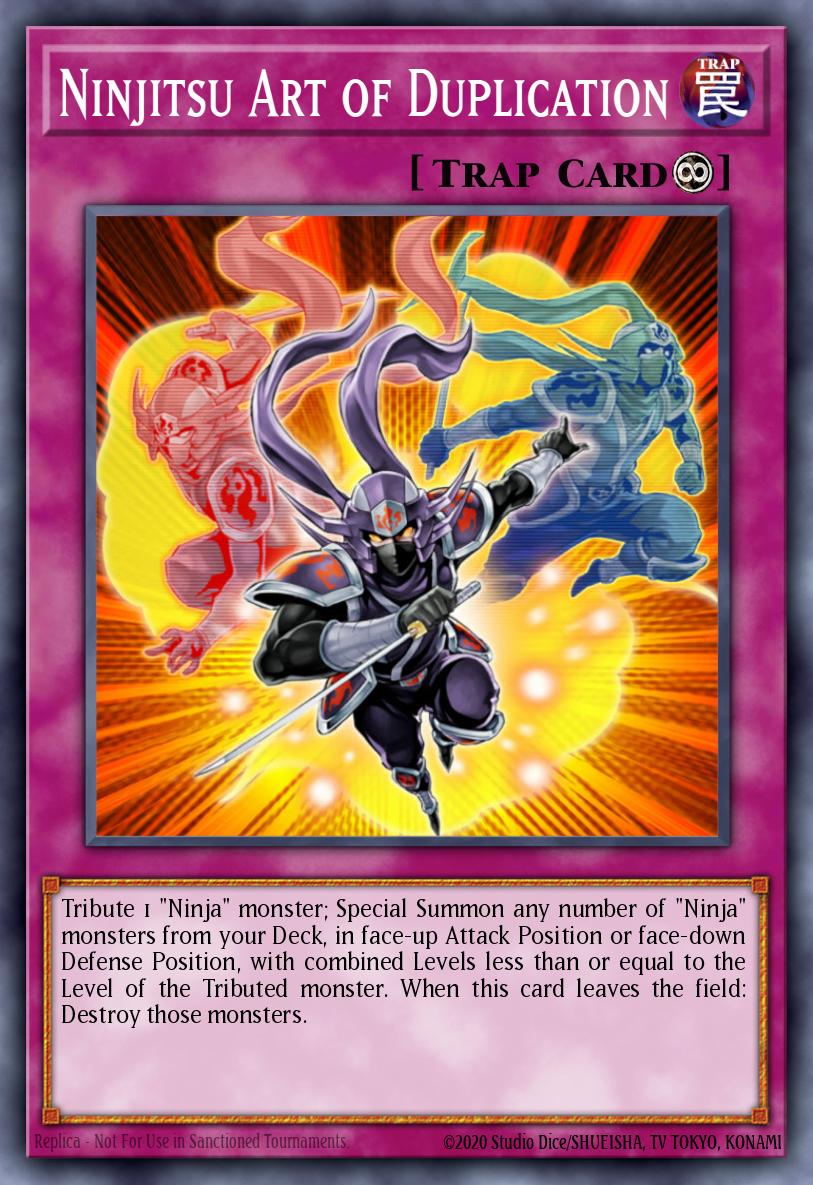 Ninjitsu Art of Duplication
TRAP
罠
[Trap Card∞]
Tribute 1 "Ninja" monster; Special Summon any number of "Ninja"
monsters from your Deck, in face-up Attack Position or face-down
Defense Position, with combined Levels less than or equal to the
Level of the Tributed monster. When this card leaves the field:
Destroy those monsters.
Replica - Not For Use in Sanctioned Tournaments.
©2020 Studio Dice/SHUEISHA, TV TOKYO, KONAMI